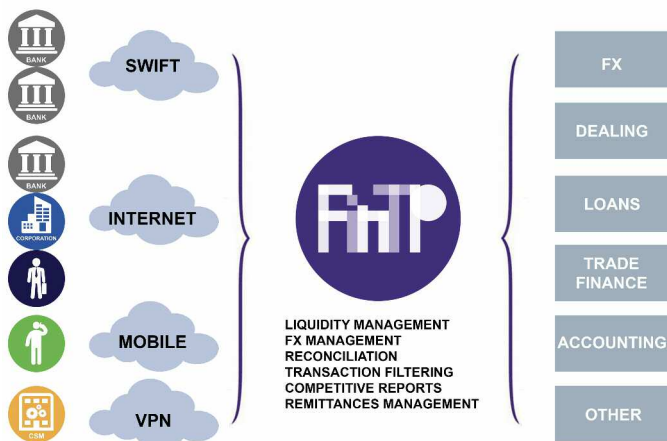 BANK
SWIFT
BANK
BANK
CORPORATION
INTERNET
MOBILE
CSM
VPN
FinTP
LIQUIDITY MANAGEMENT
FX MANAGEMENT
RECONCILIATION
TRANSACTION FILTERING
COMPETITIVE REPORTS
REMITTANCES MANAGEMENT
FX
DEALING
LOANS
TRADE
FINANCE
ACCOUNTING
OTHER